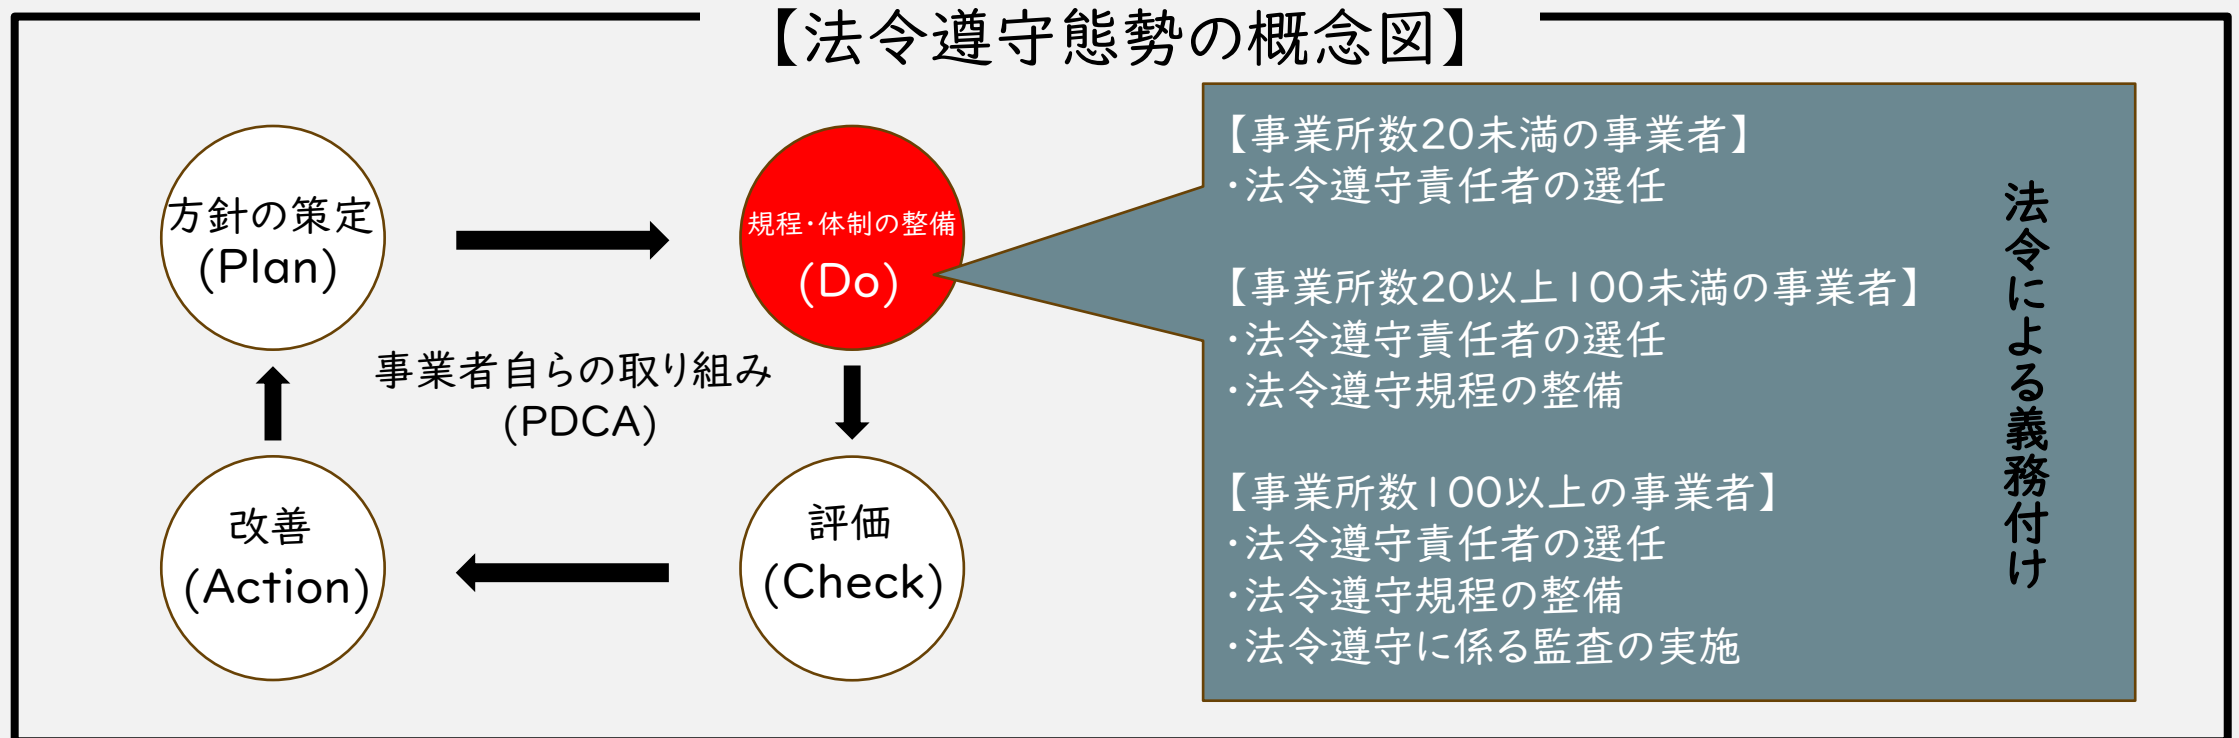 【法令遵守態勢の概念図】
方針の策定
(Plan)
規程・体制の整備
(Do)
事業者自らの取り組み
(PDCA)
改善
(Action)
評価
(Check)
【事業所数20未満の事業者】
・法令遵守責任者の選任
【事業所数20以上100未満の事業者】
・法令遵守責任者の選任
・法令遵守規程の整備
【事業所数100以上の事業者】
・法令遵守責任者の選任
・法令遵守規程の整備
・法令遵守に係る監査の実施
法令による義務付け